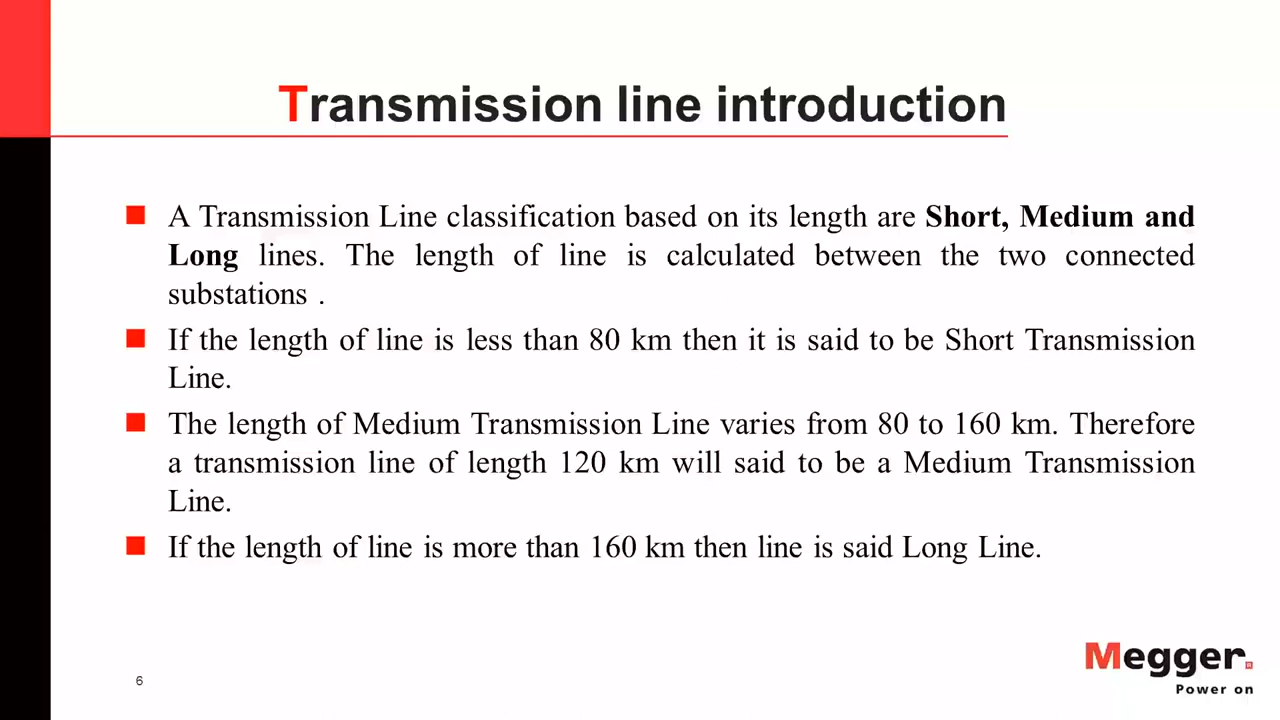 Transmission line introduction
A Transmission Line classification based on its length are Short, Medium and
Long lines. The length of line is calculated between the two connected
substations .
If the length of line is less than 80 km then it is said to be Short Transmission
Line.
The length of Medium Transmission Line varies from 80 to 160 km. Therefore
a transmission line of length 120 km will said to be a Medium Transmission
Line.
If the length of line is more than 160 km then line is said Long Line.
6
Megger.
Power on